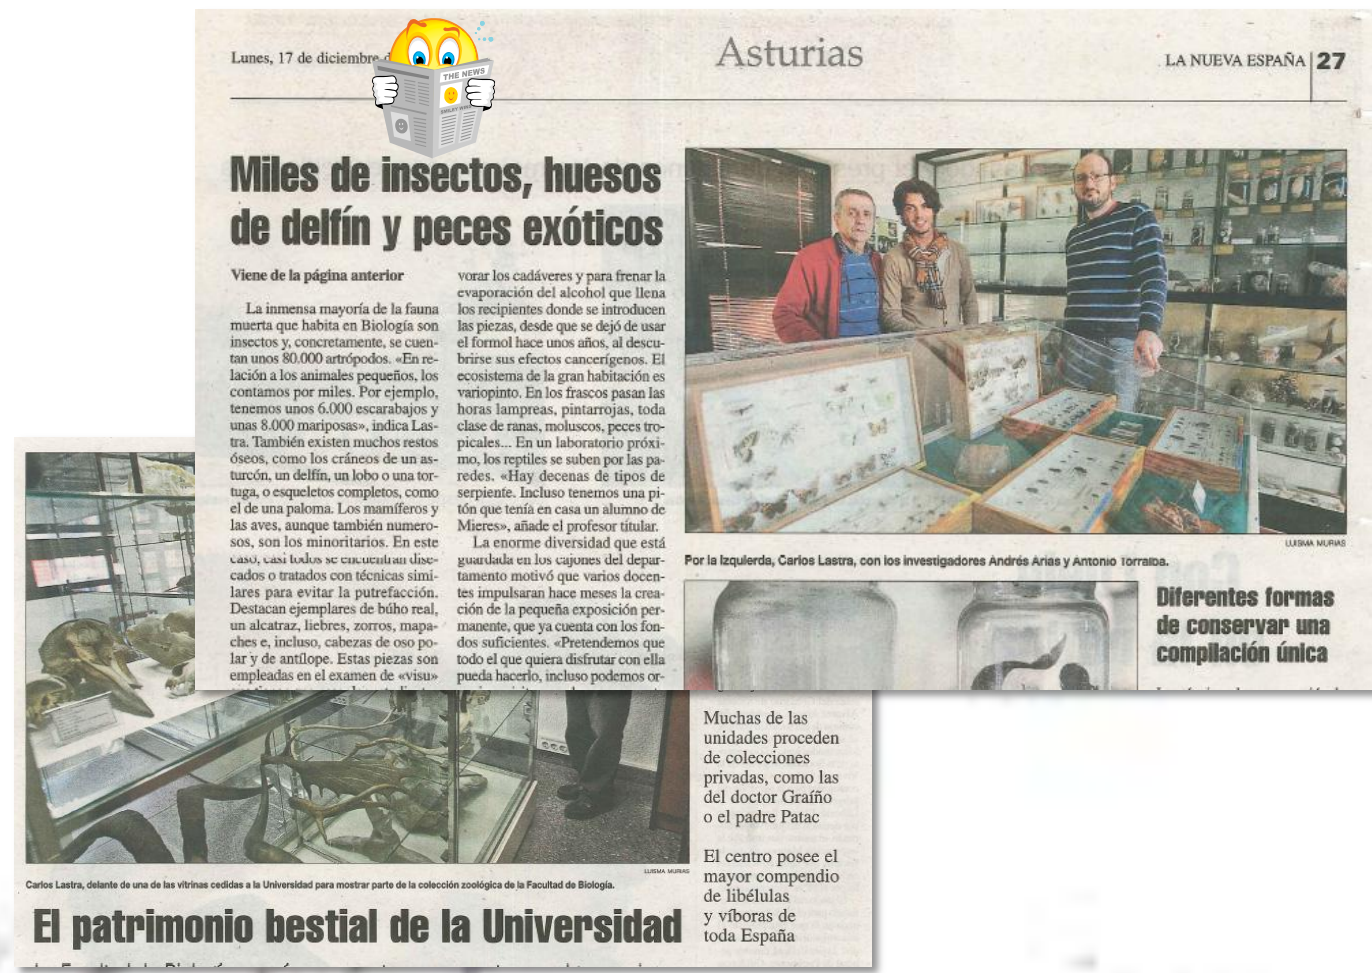 Lunes, 17 de diciembre
Asturias
LA NUEVA ESPAÑA 27
THE NEWS
Miles de insectos, huesos
de delfín y peces exóticos
Viene de la página anterior
La inmensa mayoría de la fauna
muerta que habita en Biología son
insectos y, concretamente, se cuen-
tan unos 80.000 artrópodos. «En re-
lación a los animales pequeños, los
contamos por miles. Por ejemplo,
tenemos unos 6.000 escarabajos y
unas 8.000 mariposas», indica Las-
tra. También existen muchos restos
óseos, como los cráneos de un as-
turcón, un delfín, un lobo o una tor-
tuga, o esqueletos completos, como
el de una paloma. Los mamíferos y
las aves, aunque también numero-
sos, son los minoritarios. En este
caso, casi todos se encuentran dise-
cados o tratados con técnicas simi-
lares para evitar la putrefacción.
Destacan ejemplares de búho real,
un alcatraz, liebres, zorros, mapa-
ches e, incluso, cabezas de oso po-
lar y de antílope. Estas piezas son
empleadas en el examen de «visu»
vorar los cadáveres y para frenar la
evaporación del alcohol que llena
los recipientes donde se introducen
las piezas, desde que se dejó de usar
el formol hace unos años, al descu-
brirse sus efectos cancerígenos. El
ecosistema de la gran habitación es
variopinto. En los frascos pasan las
horas lampreas, pintarrojas, toda
clase de ranas, moluscos, peces tro-
picales... En un laboratorio próxi-
mo, los reptiles se suben por las pa-
redes. «Hay decenas de tipos de
serpiente. Incluso tenemos una pi-
tón que tenía en casa un alumno de
Mieres», añade el profesor titular.
La enorme diversidad que está
guardada en los cajones del depar-
tamento motivó que varios docen-
tes impulsaran hace meses la crea-
ción de la pequeña exposición per-
manente, que ya cuenta con los fon-
dos suficientes. «Pretendemos que
todo el que quiera disfrutar con ella
pueda hacerlo, incluso podemos or-
LUISMA MURIAS
Por la Izquierda, Carlos Lastra, con los investigadores Andrés Arias y Antonio Torralba.
Diferentes formas
de conservar una
compilación única
Muchas de las
unidades proceden
de colecciones
privadas, como las
del doctor Graíño
o el padre Patac
El centro posee el
mayor compendio
de libélulas
y víboras de
toda España
LUISMA MURIAS
Carlos Lastra, delante de una de las vitrinas cedidas a la Universidad para mostrar parte de la colección zoológica de la Facultad de Biología.
El patrimonio bestial de la Universidad